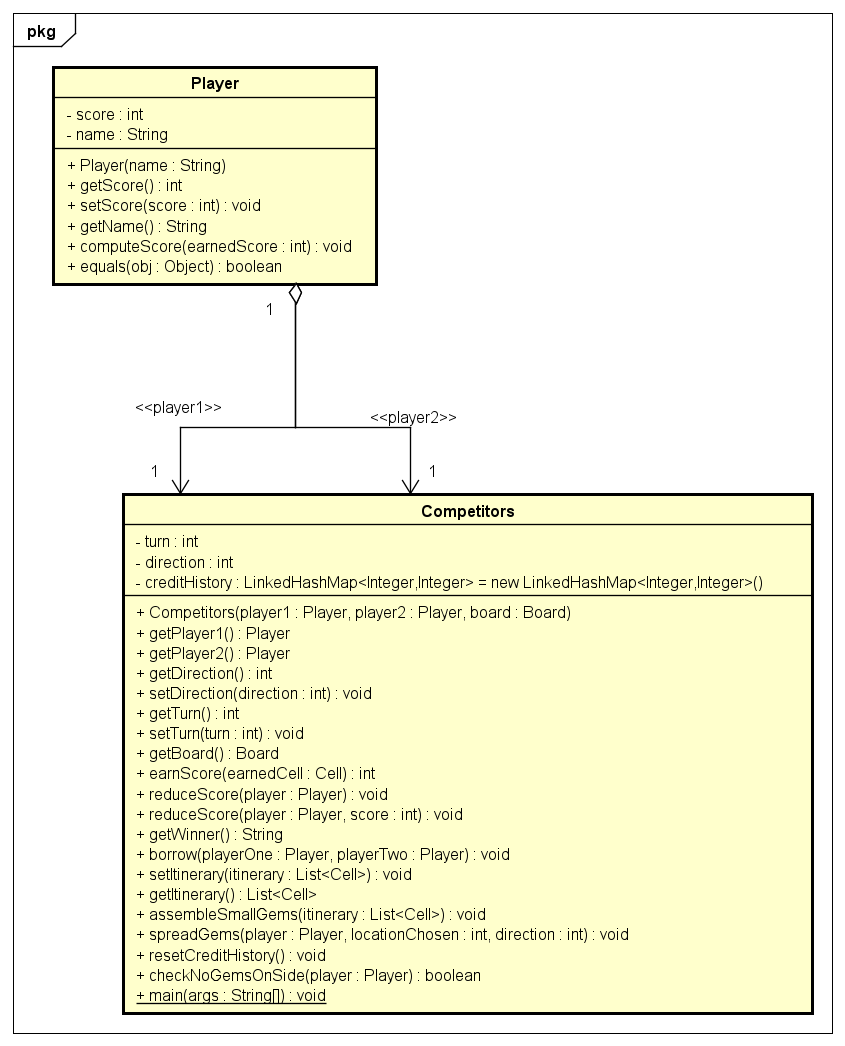 pkg
Player
- score : int
- name : String
+ Player(name : String)
+ getScore() : int
+ setScore(score : int) : void
+ getName() : String
+ computeScore(earnedScore : int) : void
+ equals(obj : Object) : boolean
1
<<player1>>
<<player2>>
1
1
Competitors
- turn : int
- direction : int
- creditHistory : LinkedHashMap<Integer,Integer> = new LinkedHashMap<Integer,Integer>()
+ Competitors(player1 : Player, player2 : Player, board : Board)
+ getPlayer1() : Player
+ getPlayer2() : Player
+ getDirection() : int
+ setDirection(direction : int) : void
+ getTurn() : int
+ setTurn(turn : int) : void
+ getBoard() : Board
+ earnScore(earnedCell : Cell) : int
+ reduceScore(player : Player) : void
+ reduceScore(player : Player, score : int) : void
+ getWinner() : String
+ borrow(playerOne : Player, playerTwo : Player) : void
+ setItinerary(itinerary : List<Cell>) : void
+ getItinerary() : List<Cell>
+ assembleSmallGems(itinerary : List<Cell>) : void
+ spreadGems(player : Player, locationChosen : int, direction : int) : void
+ resetCreditHistory() : void
+ checkNoGemsOnSide(player : Player) : boolean
+ main(args : String[]) : void